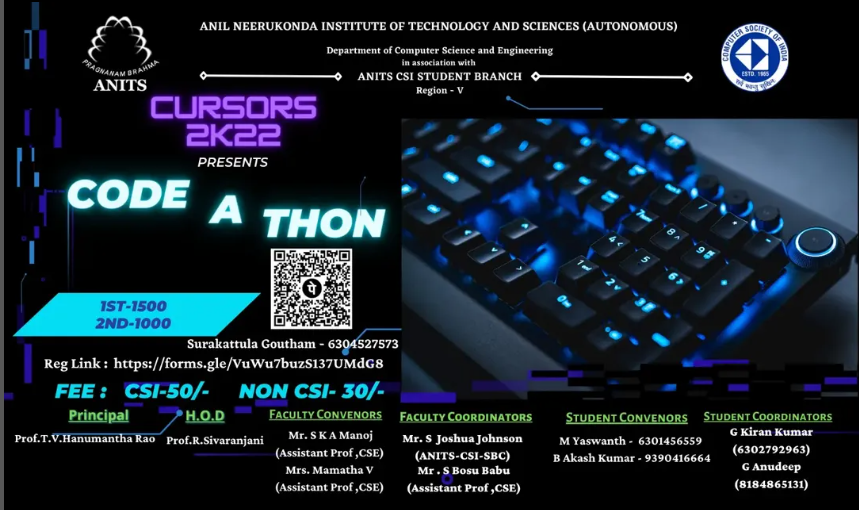 ANIL NEERUKONDA INSTITUTE OF TECHNOLOGY AND SCIENCES (AUTONOMOUS)
Department of Computer Science and Engineering
in association with
ANITS CSI STUDENT BRANCH
Region - V
PRAGNANAM BRAHMA
ANITS
COMPUTER SOCIETY OF INDIA
ESTD. 1965
CURSORS
2K22
PRESENTS
CODE
A
THON
1ST-1500
2ND-1000
Surakattula Goutham - 6304527573
Reg Link : https://forms.gle/VuWu7buzS137UMdG8
FEE : CSI-50/- NON CSI- 30/-
Principal
Prof.T.V.Hanumantha Rao
H.O.D
Prof.R.Sivaranjani
FACULTY CONVENORS
Mr. S K A Manoj
(Assistant Prof ,CSE)
Mrs. Mamatha V
(Assistant Prof ,CSE)
FACULTY COORDINATORS
Mr. S Joshua Johnson
(ANITS-CSI-SBC)
Mr . S Bosu Babu
(Assistant Prof ,CSE)
STUDENT CONVENORS
M Yaswanth - 6301456559
B Akash Kumar - 9390416664
STUDENT COORDINATORS
G Kiran Kumar
(6302792963)
G Anudeep
(8184865131)